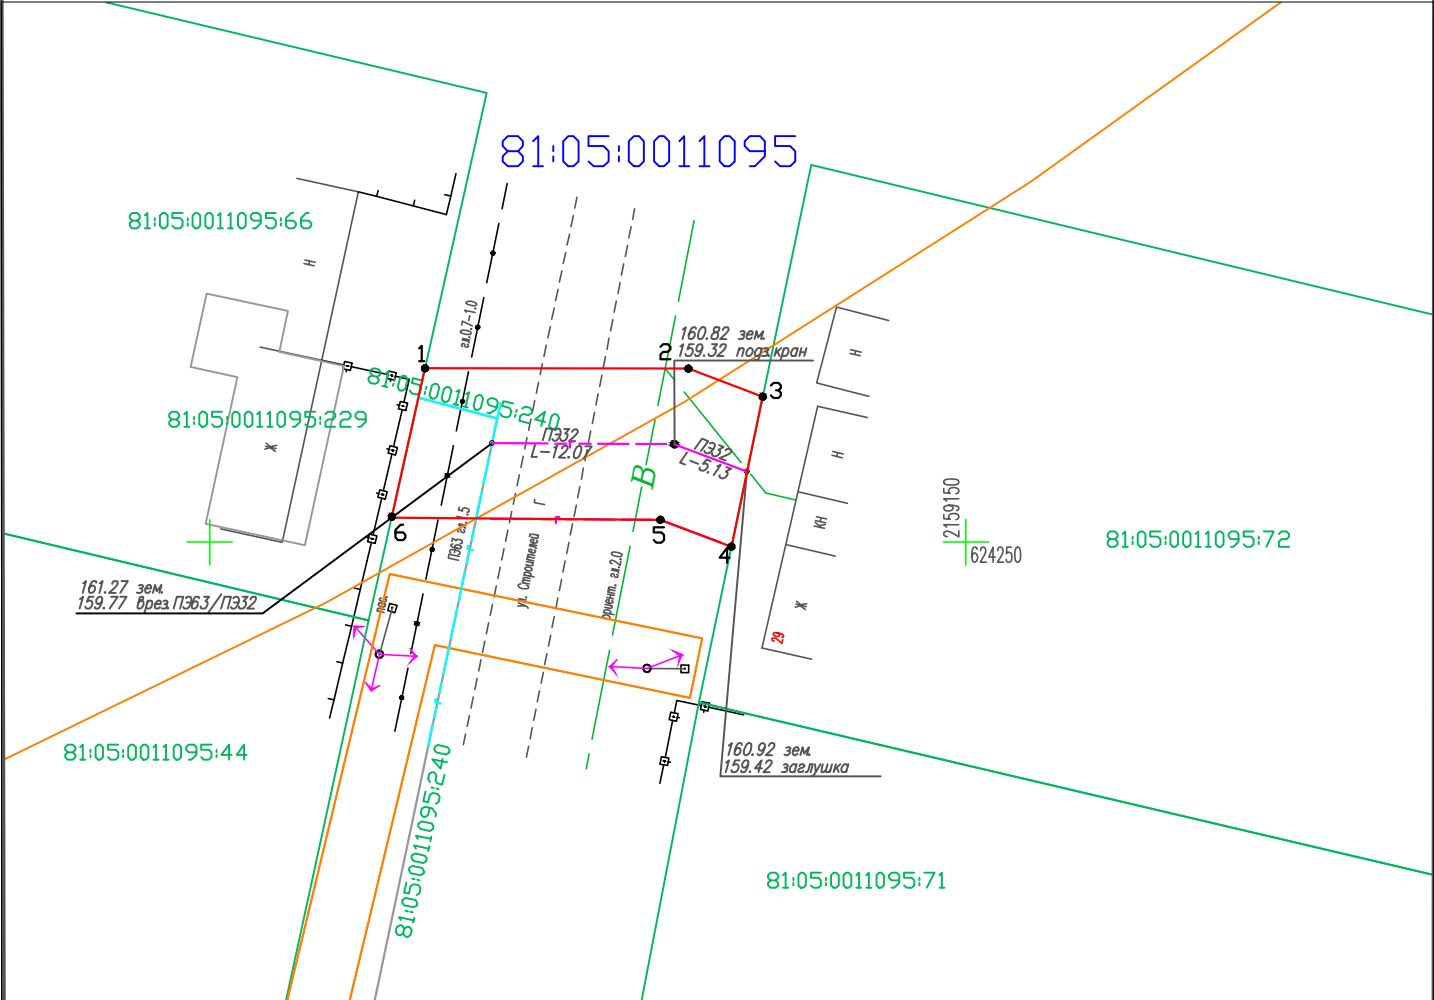 81:05:0011095
81:05:0011095:66
Н
гл.0.7-1.0
160.82 зем.
159.32 подз.кран
1
2
3
Н
81:05:0011095:240
81:05:0011095:229
Ж
ПЭ32
L-12.07
ПЭ32
L-5.13
Н
В
Г
КН
2159150
624250
81:05:0011095:72
6
5
4
ПЭ63 гл.1.5
ул. Строителей
гл.2.0
161.27 зем.
159.77 врез.ПЭ63/ПЭ32
Ж
29
81:05:0011095:44
160.92 зем.
159.42 заглушка
81:05:0011095:240
81:05:0011095:71